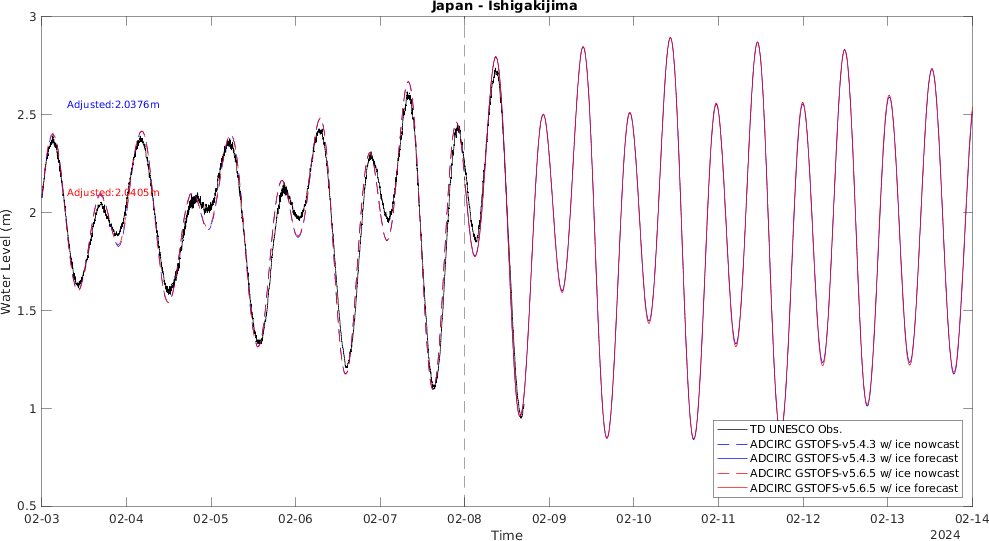 Japan - Ishigakijima
3
2.5
2
1.5
1
0.5
Water Level (m)
Adjusted:2.0376m
Adjusted:2.0405m
TD UNESCO Obs.
ADCIRC GSTOFS-v5.4.3 w/ ice nowcast
ADCIRC GSTOFS-v5.4.3 w/ ice forecast
ADCIRC GSTOFS-v5.6.5 w/ ice nowcast
ADCIRC GSTOFS-v5.6.5 w/ ice forecast
02-03 02-04 02-05 02-06 02-07 02-08 02-09 02-10 02-11 02-12 02-13 02-14
Time
2024